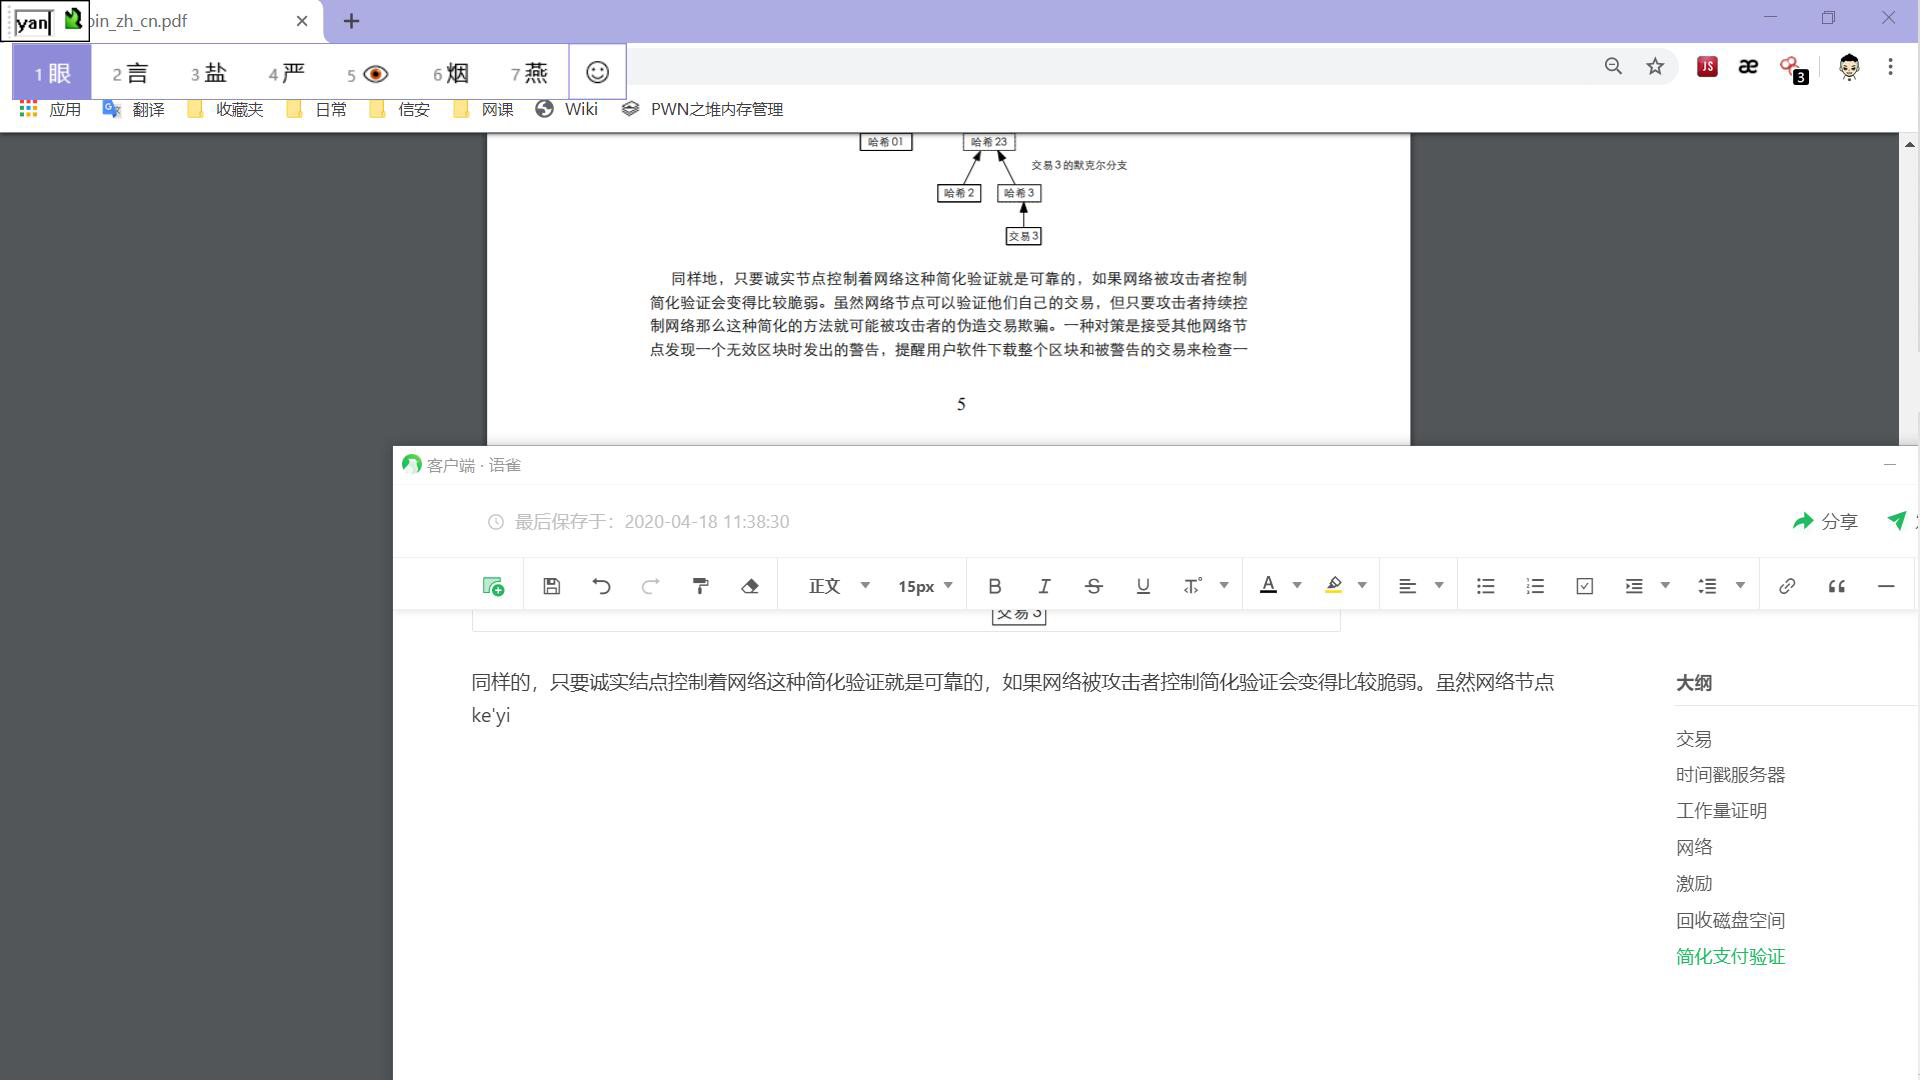 yan
oin_zh_cn.pdf
1 眼 2 言 3 盐 4 严 5 6 烟 7 燕
JS æ 3
应用 翻译 收藏夹 日常 信安 网课 Wiki PWN之堆内存管理
哈希01 哈希23
交易3的默克尔分支
哈希2 哈希3
交易3
同样地，只要诚实节点控制着网络这种简化验证就是可靠的，如果网络被攻击者控制
简化验证会变得比较脆弱。虽然网络节点可以验证他们自己的交易，但只要攻击者持续控
制网络那么这种简化的方法就可能被攻击者的伪造交易欺骗。一种对策是接受其他网络节
点发现一个无效区块时发出的警告，提醒用户软件下载整个区块和被警告的交易来检查一
5
客户端 · 语雀
最后保存于：2020-04-18 11:38:30
分享
正文 15px
交易3
同样的，只要诚实结点控制着网络这种简化验证就是可靠的，如果网络被攻击者控制简化验证会变得比较脆弱。虽然网络节点
ke'yi
大纲
交易
时间戳服务器
工作量证明
网络
激励
回收磁盘空间
简化支付验证